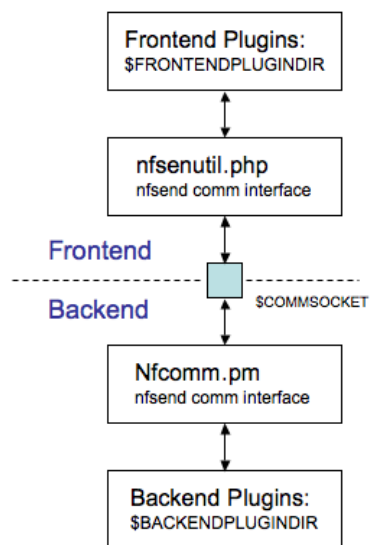 Frontend Plugins:
$FRONTENDPLUGINDIR
nfsenutil.php
nfsend comm interface
Frontend
$COMMSOCKET
Backend
Nfcomm.pm
nfsend comm interface
Backend Plugins:
$BACKENDPLUGINDIR